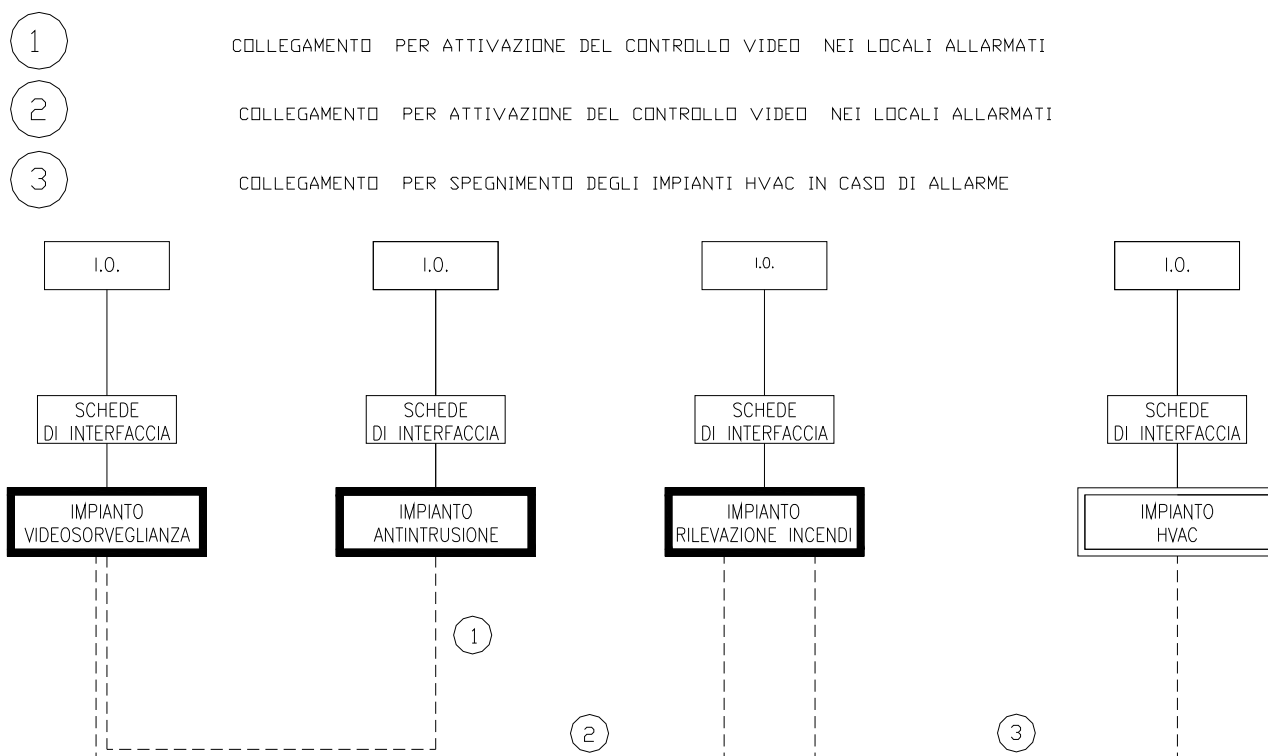 1 COLLEGAMENTO PER ATTIVAZIONE DEL CONTROLLO VIDEO NEI LOCALI ALLARMATI
2 COLLEGAMENTO PER ATTIVAZIONE DEL CONTROLLO VIDEO NEI LOCALI ALLARMATI
3 COLLEGAMENTO PER SPEGNIMENTO DEGLI IMPIANTI HVAC IN CASO DI ALLARME
I.O. I.O. I.O. I.O.
SCHEDE
DI INTERFACCIA
SCHEDE
DI INTERFACCIA
SCHEDE
DI INTERFACCIA
SCHEDE
DI INTERFACCIA
IMPIANTO
VIDEOSORVEGLIANZA
IMPIANTO
ANTINTRUSIONE
IMPIANTO
RILEVAZIONE INCENDI
IMPIANTO
HVAC
1
2
3